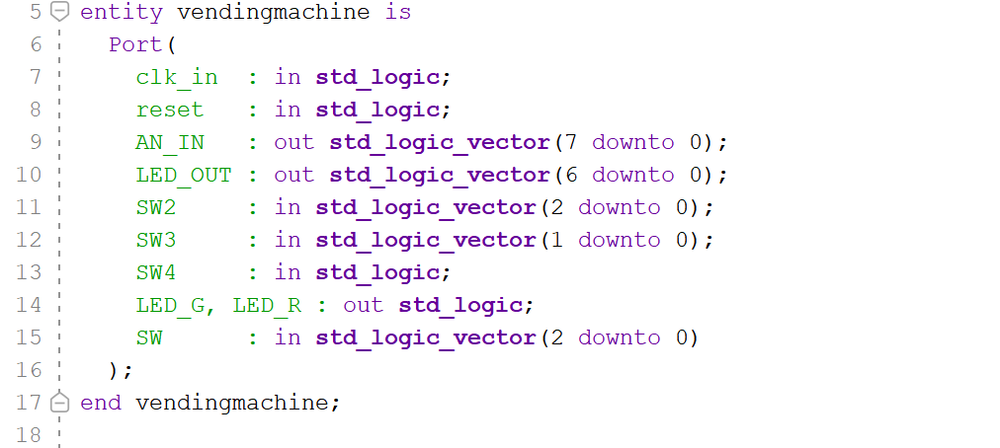 5 entity vendingmachine is
6 Port(
7 clk_in : in std_logic;
8 reset : in std_logic;
9 AN_IN : out std_logic_vector(7 downto 0);
10 LED_OUT : out std_logic_vector(6 downto 0);
11 SW2 : in std_logic_vector(2 downto 0);
12 SW3 : in std_logic_vector(1 downto 0);
13 SW4 : in std_logic;
14 LED_G, LED_R : out std_logic;
15 SW : in std_logic_vector(2 downto 0)
16 );
17 end vendingmachine;
18